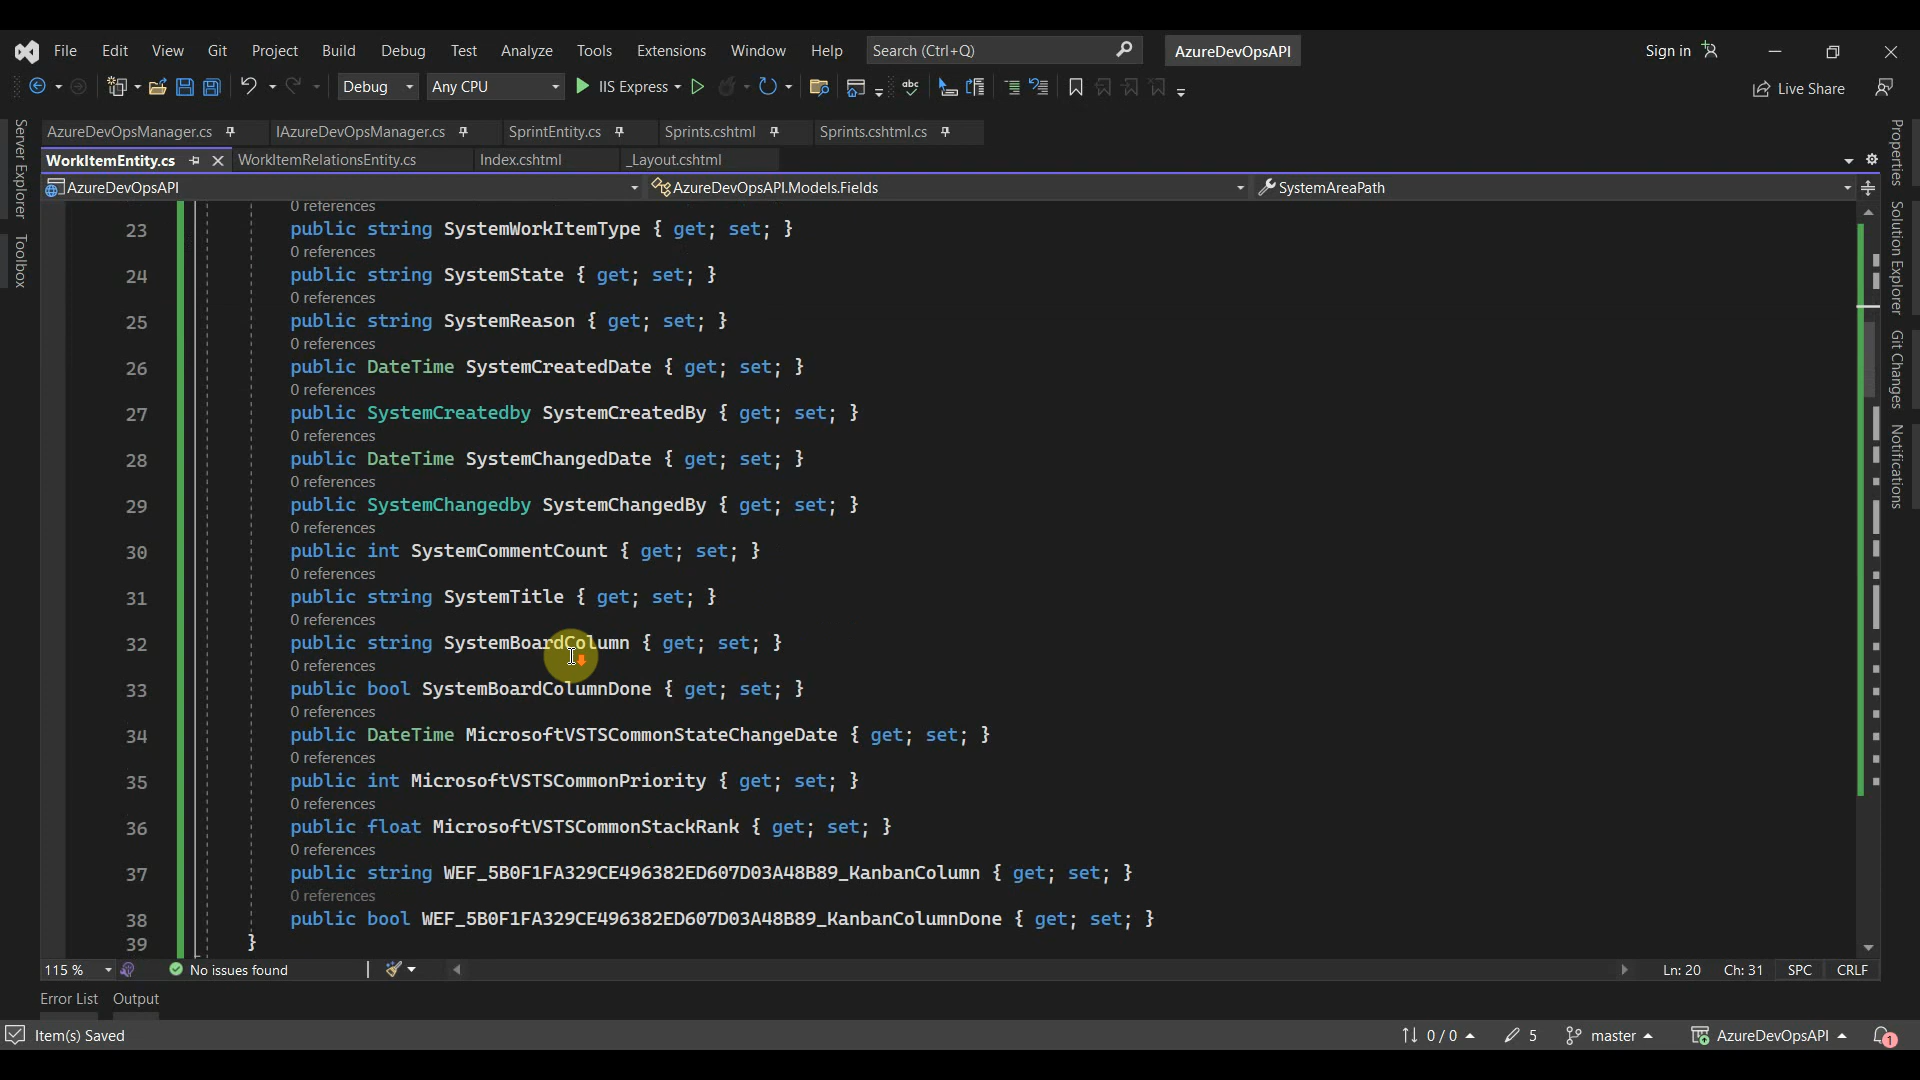 File Edit View Git Project Build Debug Test Analyze Tools Extensions Window Help Search (Ctrl+Q) AzureDevOpsAPI Sign in
Debug Any CPU IIS Express Live Share
AzureDevOpsManager.cs IAzureDevOpsManager.cs SprintEntity.cs Sprints.cshtml Sprints.cshtml.cs
WorkItemEntity.cs WorkItemRelationsEntity.cs Index.cshtml _Layout.cshtml
AzureDevOpsAPI AzureDevOpsAPI.Models.Fields SystemAreaPath
Server Explorer
Toolbox
0 references
23 public string SystemWorkItemType { get; set; }
0 references
24 public string SystemState { get; set; }
0 references
25 public string SystemReason { get; set; }
0 references
26 public DateTime SystemCreatedDate { get; set; }
0 references
27 public SystemCreatedby SystemCreatedBy { get; set; }
0 references
28 public DateTime SystemChangedDate { get; set; }
0 references
29 public SystemChangedby SystemChangedBy { get; set; }
0 references
30 public int SystemCommentCount { get; set; }
0 references
31 public string SystemTitle { get; set; }
0 references
32 public string SystemBoardColumn { get; set; }
0 references
33 public bool SystemBoardColumnDone { get; set; }
0 references
34 public DateTime MicrosoftVSTSCommonStateChangeDate { get; set; }
0 references
35 public int MicrosoftVSTSCommonPriority { get; set; }
0 references
36 public float MicrosoftVSTSCommonStackRank { get; set; }
0 references
37 public string WEF_5B0F1FA329CE496382ED607D03A48B89_KanbanColumn { get; set; }
0 references
38 public bool WEF_5B0F1FA329CE496382ED607D03A48B89_KanbanColumnDone { get; set; }
39 }
Properties
Solution Explorer
Git Changes
Notifications
115 % No issues found Ln: 20 Ch: 31 SPC CRLF
Error List Output
Item(s) Saved 0 / 0 5 master AzureDevOpsAPI 1